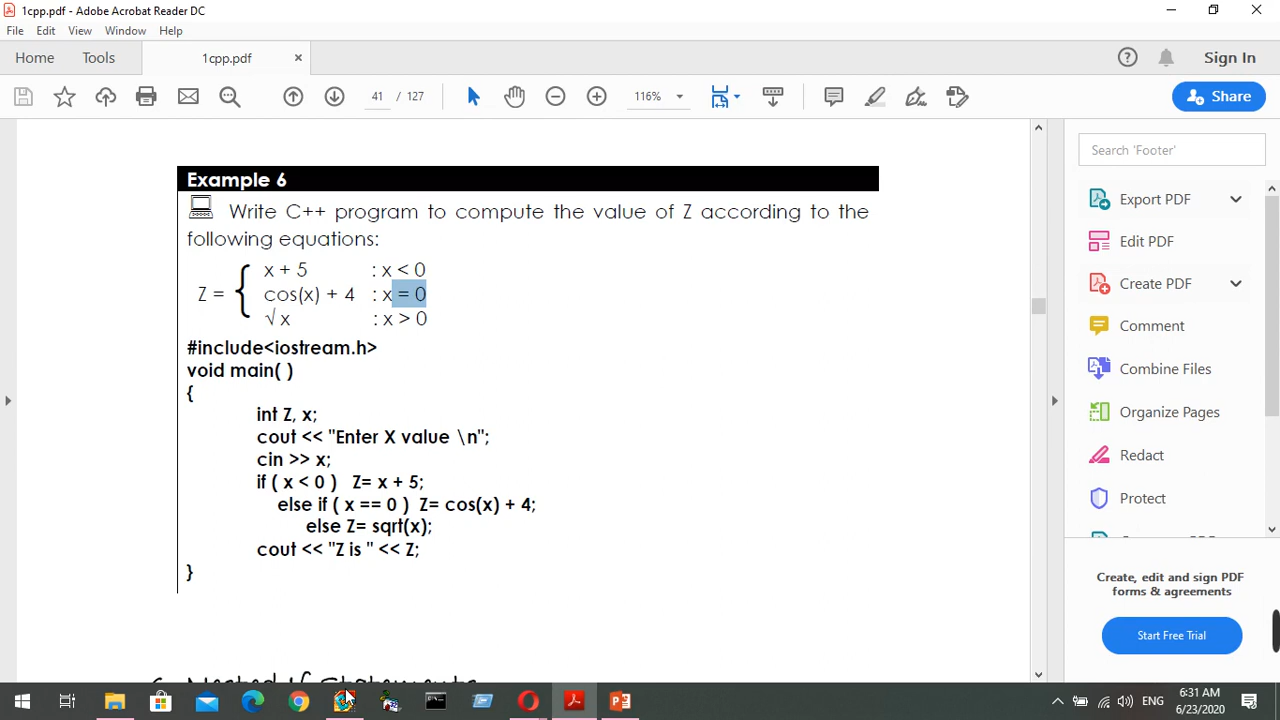 1cpp.pdf - Adobe Acrobat Reader DC
File Edit View Window Help
Home Tools 1cpp.pdf × ? Sign In
41 / 127 116% Share
Example 6
Write C++ program to compute the value of Z according to the
following equations:
x + 5 : x < 0
Z = { cos(x) + 4 : x = 0
√ x : x > 0
#include<iostream.h>
void main( )
{
int Z, x;
cout << "Enter X value \n";
cin >> x;
if ( x < 0 ) Z= x + 5;
else if ( x == 0 ) Z= cos(x) + 4;
else Z= sqrt(x);
cout << "Z is " << Z;
}
Search 'Footer'
Export PDF
Edit PDF
Create PDF
Comment
Combine Files
Organize Pages
Redact
Protect
Create, edit and sign PDF
forms & agreements
Start Free Trial
ENG
6:31 AM
6/23/2020